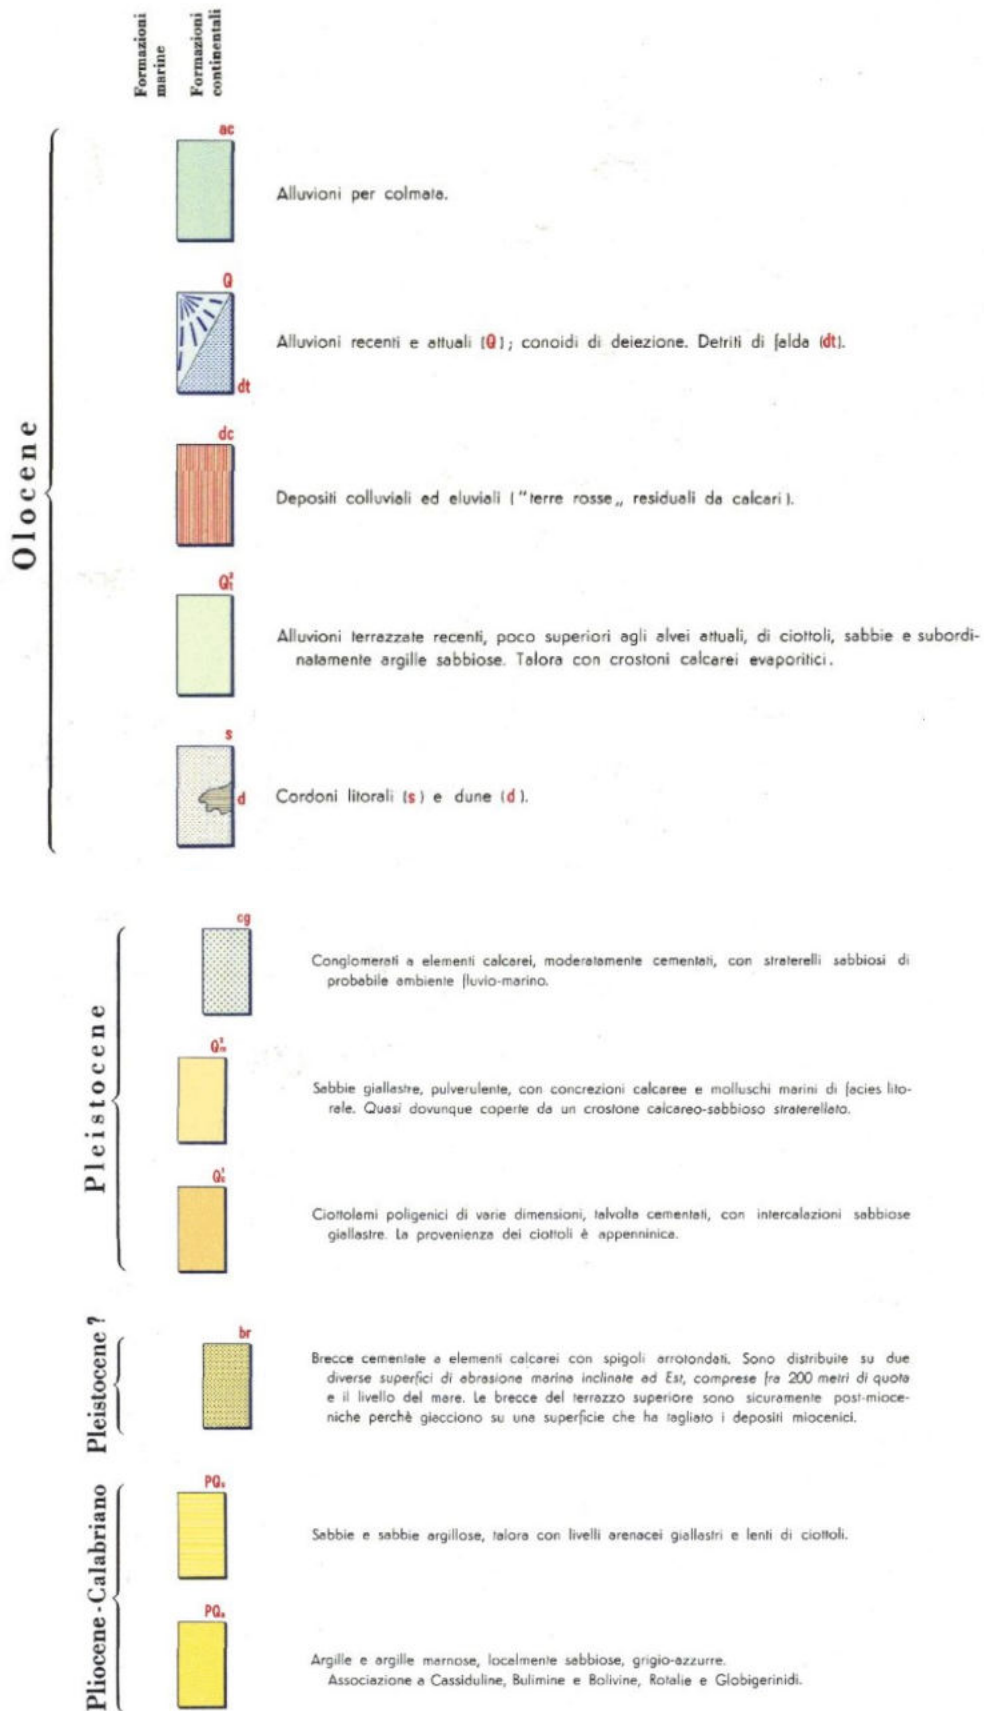 Formazioni
marine
Formazioni
continentali
Olocene
ac
Alluvioni per colmata.
Q
dt
Alluvioni recenti e attuali (Q); conoidi di deiezione. Detriti di falda (dt).
dc
Depositi colluviali ed eluviali ("terre rosse„ residuali da calcari).
Q²t
Alluvioni terrazzate recenti, poco superiori agli alvei attuali, di ciottoli, sabbie e subordi-
natamente argille sabbiose. Talora con crostoni calcarei evaporitici.
s
d
Cordoni litorali (s) e dune (d).
Pleistocene
cg
Conglomerati a elementi calcarei, moderatamente cementati, con straterelli sabbiosi di
probabile ambiente fluvio-marino.
Sabbie giallastre, pulverulente, con concrezioni calcaree e molluschi marini di facies lito-
rale. Quasi dovunque coperte da un crostone calcareo-sabbioso straterellato.
Ciottolami poligenici di varie dimensioni, talvolta cementati, con intercalazioni sabbiose
giallastre. La provenienza dei ciottoli è appenninica.
Pleistocene?
br
Brecce cementate a elementi calcarei con spigoli arrotondati. Sono distribuite su due
diverse superfici di abrasione marina inclinate ad Est, comprese fra 200 metri di quota
e il livello del mare. Le brecce del terrazzo superiore sono sicuramente post-mioce-
niche perchè giacciono su una superficie che ha tagliato i depositi miocenici.
Pliocene-Calabriano
PQs
Sabbie e sabbie argillose, talora con livelli arenacei giallastri e lenti di ciottoli.
PQa
Argille e argille marnose, localmente sabbiose, grigio-azzurre.
Associazione a Cassiduline, Bulimine e Bolivine, Rotalie e Globigerinidi.